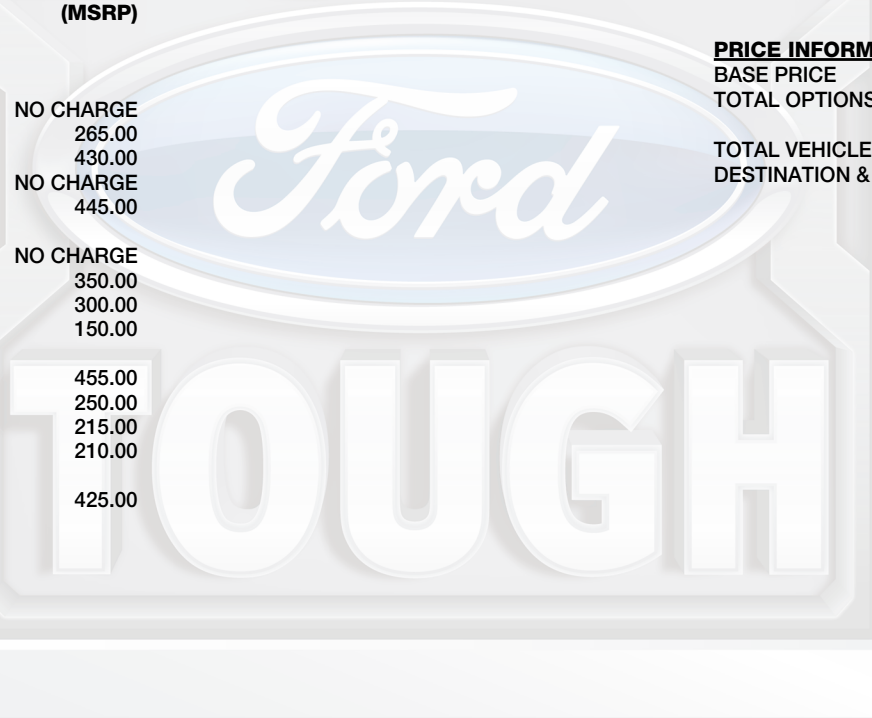 (MSRP)
PRICE INFORM
BASE PRICE
TOTAL OPTIONS
NO CHARGE
265.00
430.00
NO CHARGE
445.00
TOTAL VEHICLE
DESTINATION &
NO CHARGE
350.00
300.00
150.00
455.00
250.00
215.00
210.00
425.00
Ford
TOUGH